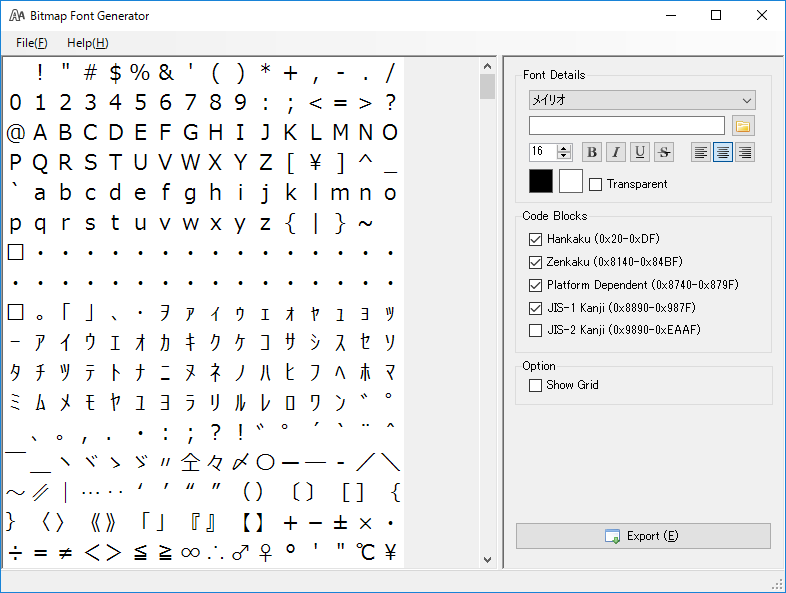 Bitmap Font Generator
File(F) Help(H)
! " # $ % & ' ( ) * + , - . /
0 1 2 3 4 5 6 7 8 9 : ; < = > ?
@ A B C D E F G H I J K L M N O
P Q R S T U V W X Y Z [ ¥ ] ^ _
` a b c d e f g h i j k l m n o
p q r s t u v w x y z { | } ~
□ ・ ・ ・ ・ ・ ・ ・ ・ ・ ・ ・ ・ ・ ・ ・
・ ・ ・ ・ ・ ・ ・ ・ ・ ・ ・ ・ ・ ・ ・ ・
□ 。 「 」 、 ・ ヲ ァ ィ ゥ ェ ォ ャ ュ ョ ッ
ー ア イ ウ エ オ カ キ ク ケ コ サ シ ス セ ソ
タ チ ツ テ ト ナ ニ ヌ ネ ノ ハ ヒ フ ヘ ホ マ
ミ ム メ モ ヤ ユ ヨ ラ リ ル レ ロ ワ ン ゙ ゚
、 。 , . ・ : ; ? ! ゛ ゜ ´ ` ¨ ^
‾ _ ヽ ヾ ゝ ゞ 〃 仝 々 〆 〇 ー ― ‐ / \
~ ∥ | … ‥ ‘ ’ “ ” ( ) 〔 〕 [ ] {
} 〈 〉 《 》 「 」 『 』 【 】 + - ± × ・
÷ = ≠ < > ≦ ≧ ∞ ∴ ♂ ♀ ° ' " ℃ ¥
Font Details
メイリオ
16 B I U S
Transparent
Code Blocks
Hankaku (0x20-0xDF)
Zenkaku (0x8140-0x84BF)
Platform Dependent (0x8740-0x879F)
JIS-1 Kanji (0x8890-0x987F)
JIS-2 Kanji (0x9890-0xEAAF)
Option
Show Grid
Export (E)